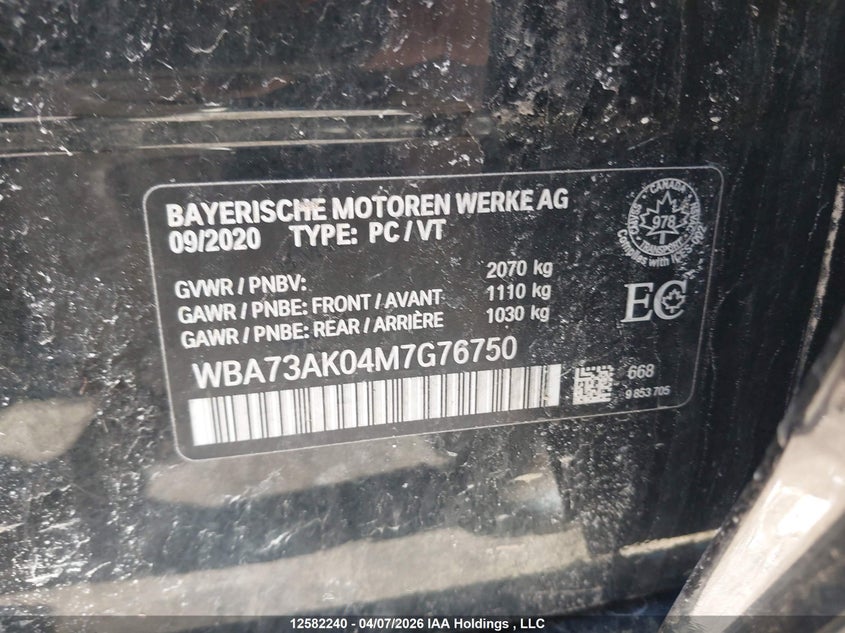 BAYERISCHE MOTOREN WERKE AG
09/2020 TYPE: PC/VT
GVWR / PNBV: 2070 kg
GAWR / PNBE: FRONT / AVANT 1110 kg
GAWR / PNBE: REAR / ARRIÈRE 1030 kg
CANADA
978
TRANSPORT
EC
WBA73AK04M7G76750
668
9 853 705
12582240 - 04/07/2026 IAA Holdings , LLC